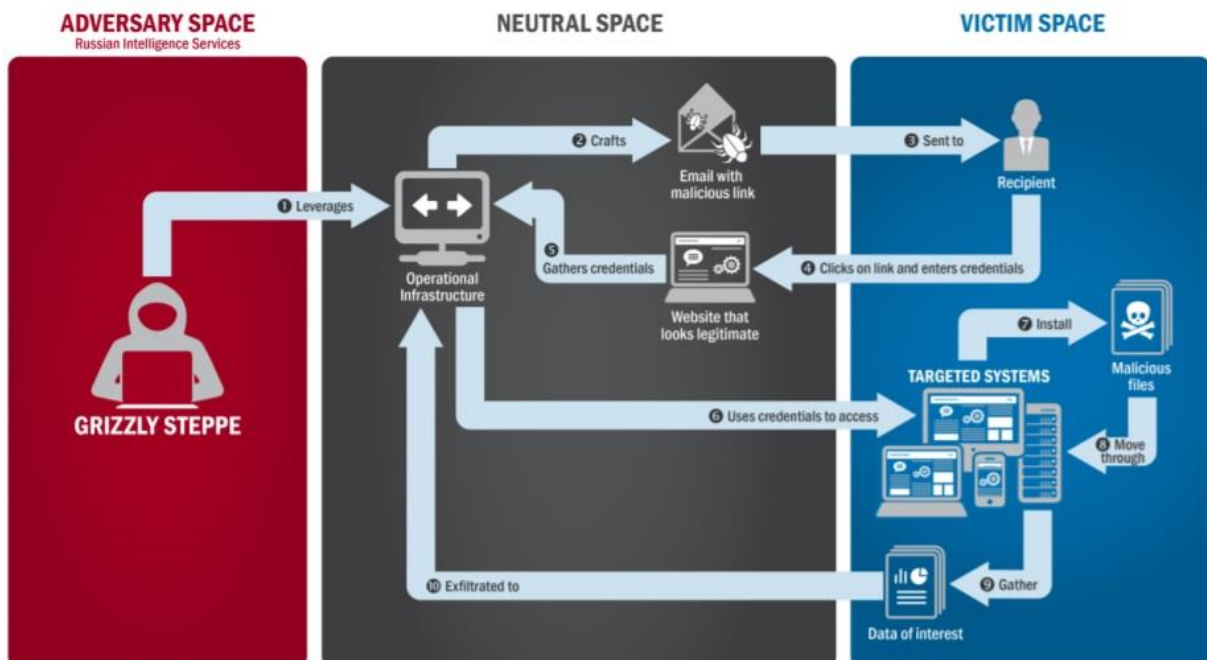 ADVERSARY SPACE
Russian Intelligence Services
NEUTRAL SPACE
VICTIM SPACE
GRIZZLY STEPPE
❶ Leverages
Operational
Infrastructure
❷ Crafts
Email with
malicious link
❸ Sent to
Recipient
❹ Clicks on link and enters credentials
Website that
looks legitimate
❺
Gathers credentials
❻ Uses credentials to access
TARGETED SYSTEMS
❼ Install
Malicious
files
❽ Move
through
❾ Gather
Data of interest
❿ Exfiltrated to